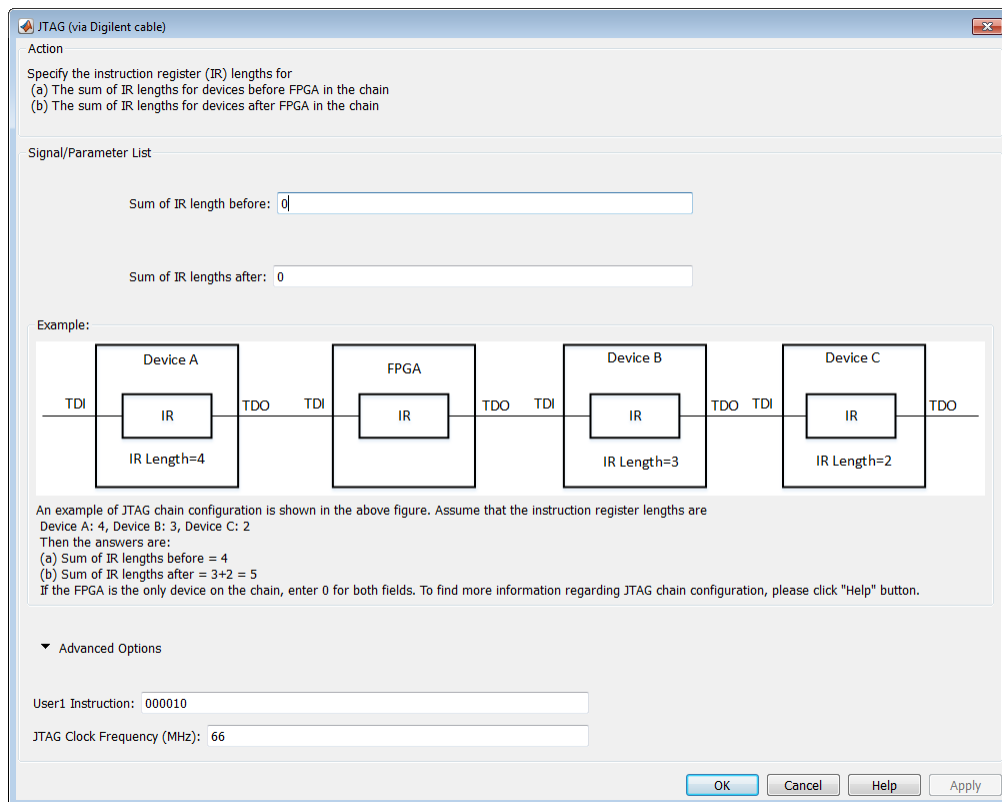 JTAG (via Digilent cable)
Action
Specify the instruction register (IR) lengths for
(a) The sum of IR lengths for devices before FPGA in the chain
(b) The sum of IR lengths for devices after FPGA in the chain
Signal/Parameter List
Sum of IR length before: 0
Sum of IR lengths after: 0
Example:
Device A FPGA Device B Device C
TDI IR TDO TDI IR TDO TDI IR TDO TDI IR TDO
IR Length=4 IR Length=3 IR Length=2
An example of JTAG chain configuration is shown in the above figure. Assume that the instruction register lengths are
Device A: 4, Device B: 3, Device C: 2
Then the answers are:
(a) Sum of IR lengths before = 4
(b) Sum of IR lengths after = 3+2 = 5
If the FPGA is the only device on the chain, enter 0 for both fields. To find more information regarding JTAG chain configuration, please click "Help" button.
Advanced Options
User1 Instruction: 000010
JTAG Clock Frequency (MHz): 66
OK Cancel Help Apply